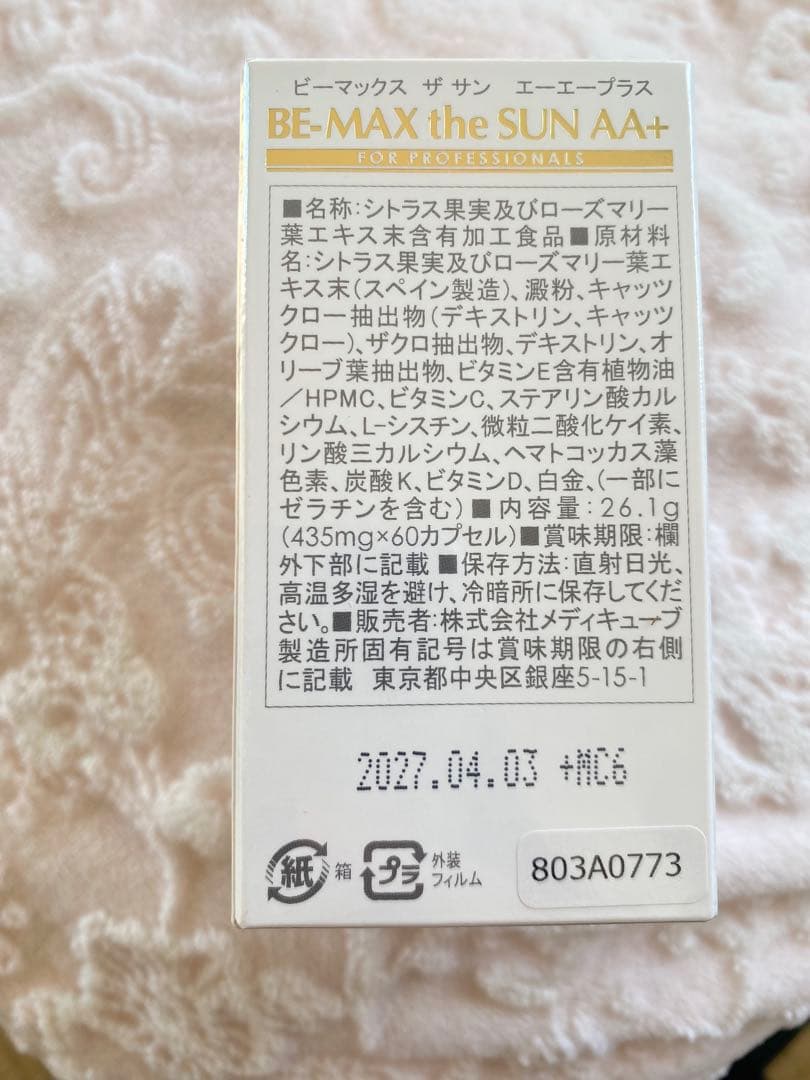 ビーマックス ザ サン エーエープラス
BE-MAX the SUN AA+
FOR PROFESSIONALS
■名称:シトラス果実及びローズマリー
葉エキス末含有加工食品■原材料
名:シトラス果実及びローズマリー葉エ
キス末(スペイン製造)、澱粉、キャッツ
クロー抽出物(デキストリン、キャッツ
クロー)、ザクロ抽出物、デキストリン、オ
リーブ葉抽出物、ビタミンE含有植物油
/HPMC、ビタミンC、ステアリン酸カル
シウム、L-シスチン、微粒二酸化ケイ素、
リン酸三カルシウム、ヘマトコッカス藻
色素、炭酸K、ビタミンD、白金、(一部に
ゼラチンを含む)■内容量:26.1g
(435mg×60カプセル)■賞味期限:欄
外下部に記載 ■保存方法:直射日光、
高温多湿を避け、冷暗所に保存してくだ
さい。■販売者:株式会社メディキューブ
製造所固有記号は賞味期限の右側
に記載 東京都中央区銀座5-15-1
2027.04.03 +MC6
紙 箱 プラ 外装
フィルム
803A0773